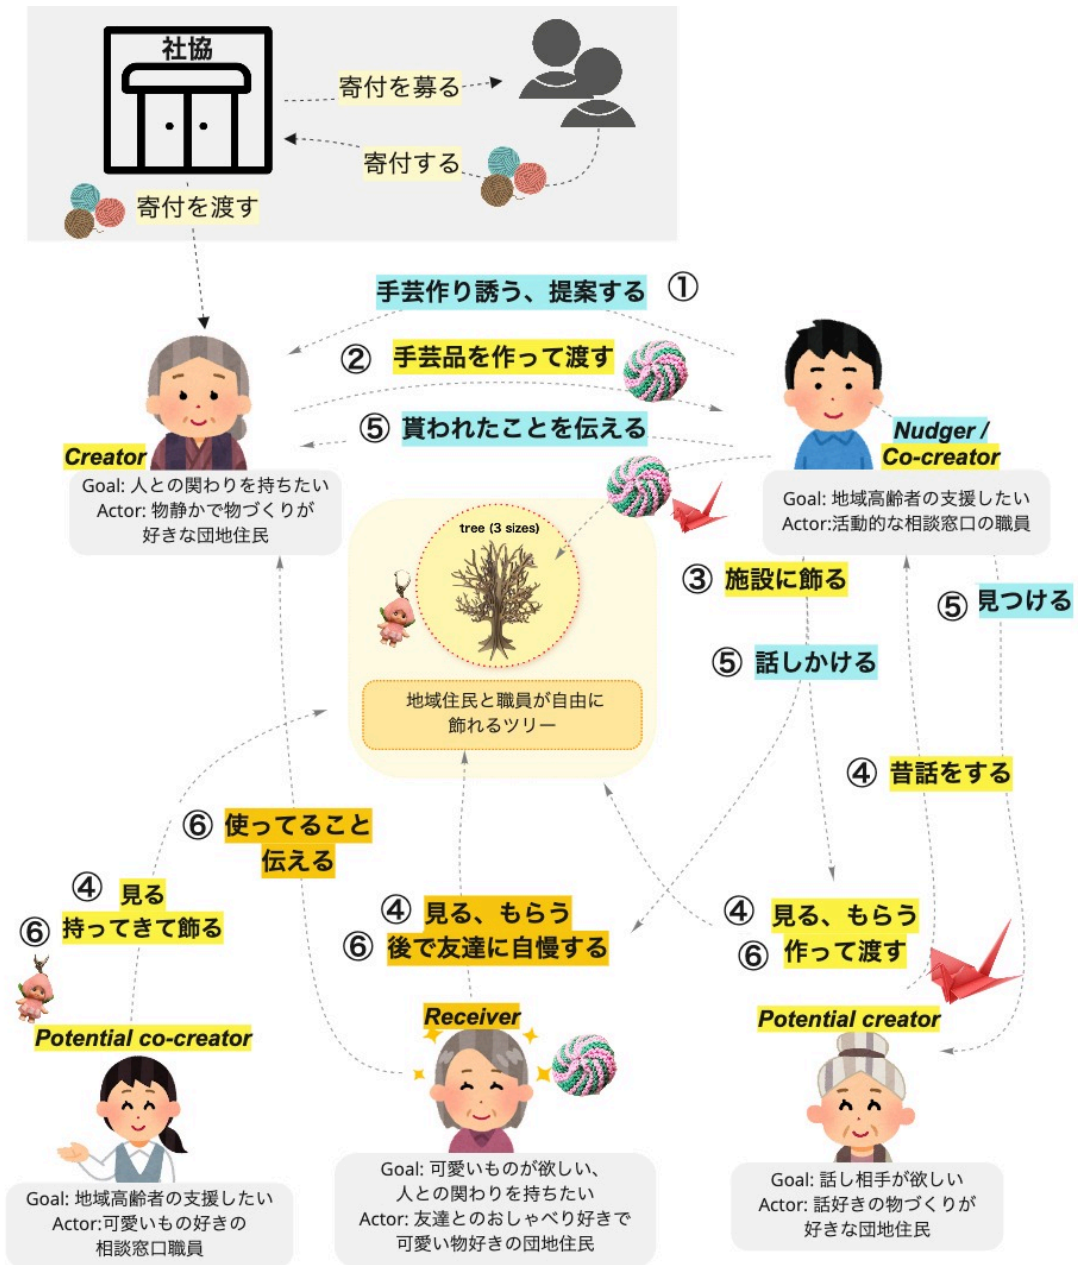 社協
寄付を募る
寄付する
寄付を渡す
手芸作り誘う、提案する ①
② 手芸品を作って渡す
⑤ 貰われたことを伝える
Creator
Goal: 人との関わりを持ちたい
Actor: 物静かで物づくりが
好きな団地住民
Nudger /
Co-creator
Goal: 地域高齢者の支援したい
Actor:活動的な相談窓口の職員
tree (3 sizes)
地域住民と職員が自由に
飾れるツリー
③ 施設に飾る
⑤ 見つける
⑤ 話しかける
④ 昔話をする
⑥ 使ってること
伝える
④ 見る
⑥ 持ってきて飾る
④ 見る、もらう
⑥ 後で友達に自慢する
④ 見る、もらう
⑥ 作って渡す
Potential co-creator
Goal: 地域高齢者の支援したい
Actor:可愛いもの好きの
相談窓口職員
Receiver
Goal: 可愛いものが欲しい、
人との関わりを持ちたい
Actor: 友達とのおしゃべり好きで
可愛い物好きの団地住民
Potential creator
Goal: 話し相手が欲しい
Actor: 話好きの物づくりが
好きな団地住民